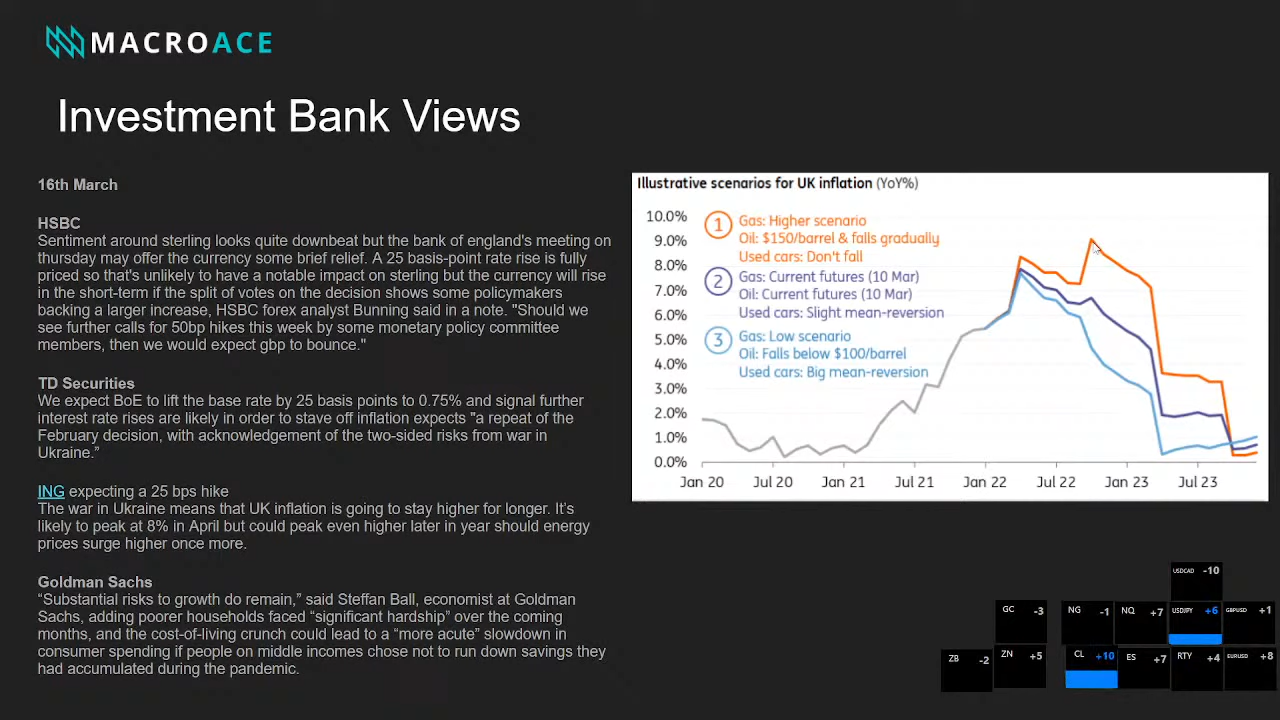 MACROACE
Investment Bank Views
16th March
HSBC
Sentiment around sterling looks quite downbeat but the bank of england's meeting on
thursday may offer the currency some brief relief. A 25 basis-point rate rise is fully
priced so that's unlikely to have a notable impact on sterling but the currency will rise
in the short-term if the split of votes on the decision shows some policymakers
backing a larger increase, HSBC forex analyst Bunning said in a note. "Should we
see further calls for 50bp hikes this week by some monetary policy committee
members, then we would expect gbp to bounce."
TD Securities
We expect BoE to lift the base rate by 25 basis points to 0.75% and signal further
interest rate rises are likely in order to stave off inflation expects "a repeat of the
February decision, with acknowledgement of the two-sided risks from war in
Ukraine.”
ING expecting a 25 bps hike
The war in Ukraine means that UK inflation is going to stay higher for longer. It’s
likely to peak at 8% in April but could peak even higher later in year should energy
prices surge higher once more.
Goldman Sachs
“Substantial risks to growth do remain,” said Steffan Ball, economist at Goldman
Sachs, adding poorer households faced “significant hardship” over the coming
months, and the cost-of-living crunch could lead to a “more acute” slowdown in
consumer spending if people on middle incomes chose not to run down savings they
had accumulated during the pandemic.
Illustrative scenarios for UK inflation (YoY%)
10.0%
9.0%
8.0%
7.0%
6.0%
5.0%
4.0%
3.0%
2.0%
1.0%
0.0%
1 Gas: Higher scenario
Oil: $150/barrel & falls gradually
Used cars: Don't fall
2 Gas: Current futures (10 Mar)
Oil: Current futures (10 Mar)
Used cars: Slight mean-reversion
3 Gas: Low scenario
Oil: Falls below $100/barrel
Used cars: Big mean-reversion
Jan 20 Jul 20 Jan 21 Jul 21 Jan 22 Jul 22 Jan 23 Jul 23
USDCAD -10
GC -3 NG -1 NQ +7 USDJPY +6 GBPUSD +1
ZB -2 ZN +5 CL +10 ES +7 RTY +4 EURUSD +8